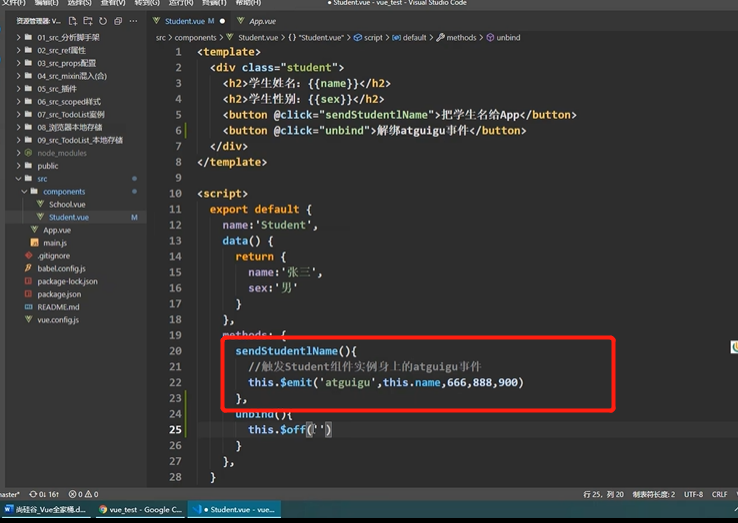 文件(F) 编辑(E) 选择(S) 查看(V) 转到(G) 运行(R) 终端(T) 帮助(H)
● Student.vue - vue_test - Visual Studio Code
资源管理器: V...
Student.vue M ●
App.vue
src > components > Student.vue > {} "Student.vue" > script > default > methods > unbind
01_src_分析脚手架
02_ref属性
03_src_props配置
04_src_mixin混入(合)
05_src_插件
06_src_scoped样式
07_src_TodoList案例
08_浏览器本地存储
09_src_TodoList_本地存储
node_modules
public
src
components
School.vue
Student.vue M
App.vue
main.js
.gitignore
babel.config.js
package-lock.json
package.json
README.md
vue.config.js
1 <template>
2 <div class="student">
3 <h2>学生姓名：{{name}}</h2>
4 <h2>学生性别：{{sex}}</h2>
5 <button @click="sendStudentlName">把学生名给App</button>
6 <button @click="unbind">解绑atguigu事件</button>
7 </div>
8 </template>
9
10 <script>
11 export default {
12 name:'Student',
13 data() {
14 return {
15 name:'张三',
16 sex:'男'
17 }
18 },
19 methods: {
20 sendStudentlName(){
21 //触发Student组件实例身上的atguigu事件
22 this.$emit('atguigu',this.name,666,888,900)
23 },
24 unbind(){
25 this.$off('')
26 }
27 },
28 }
master* 0↓ 16↑ 0 0
行 25，列 20 制表符长度: 2 UTF-8 CRLF
尚硅谷_Vue全家桶.d...
vue_test - Google C...
● Student.vue - vue-...